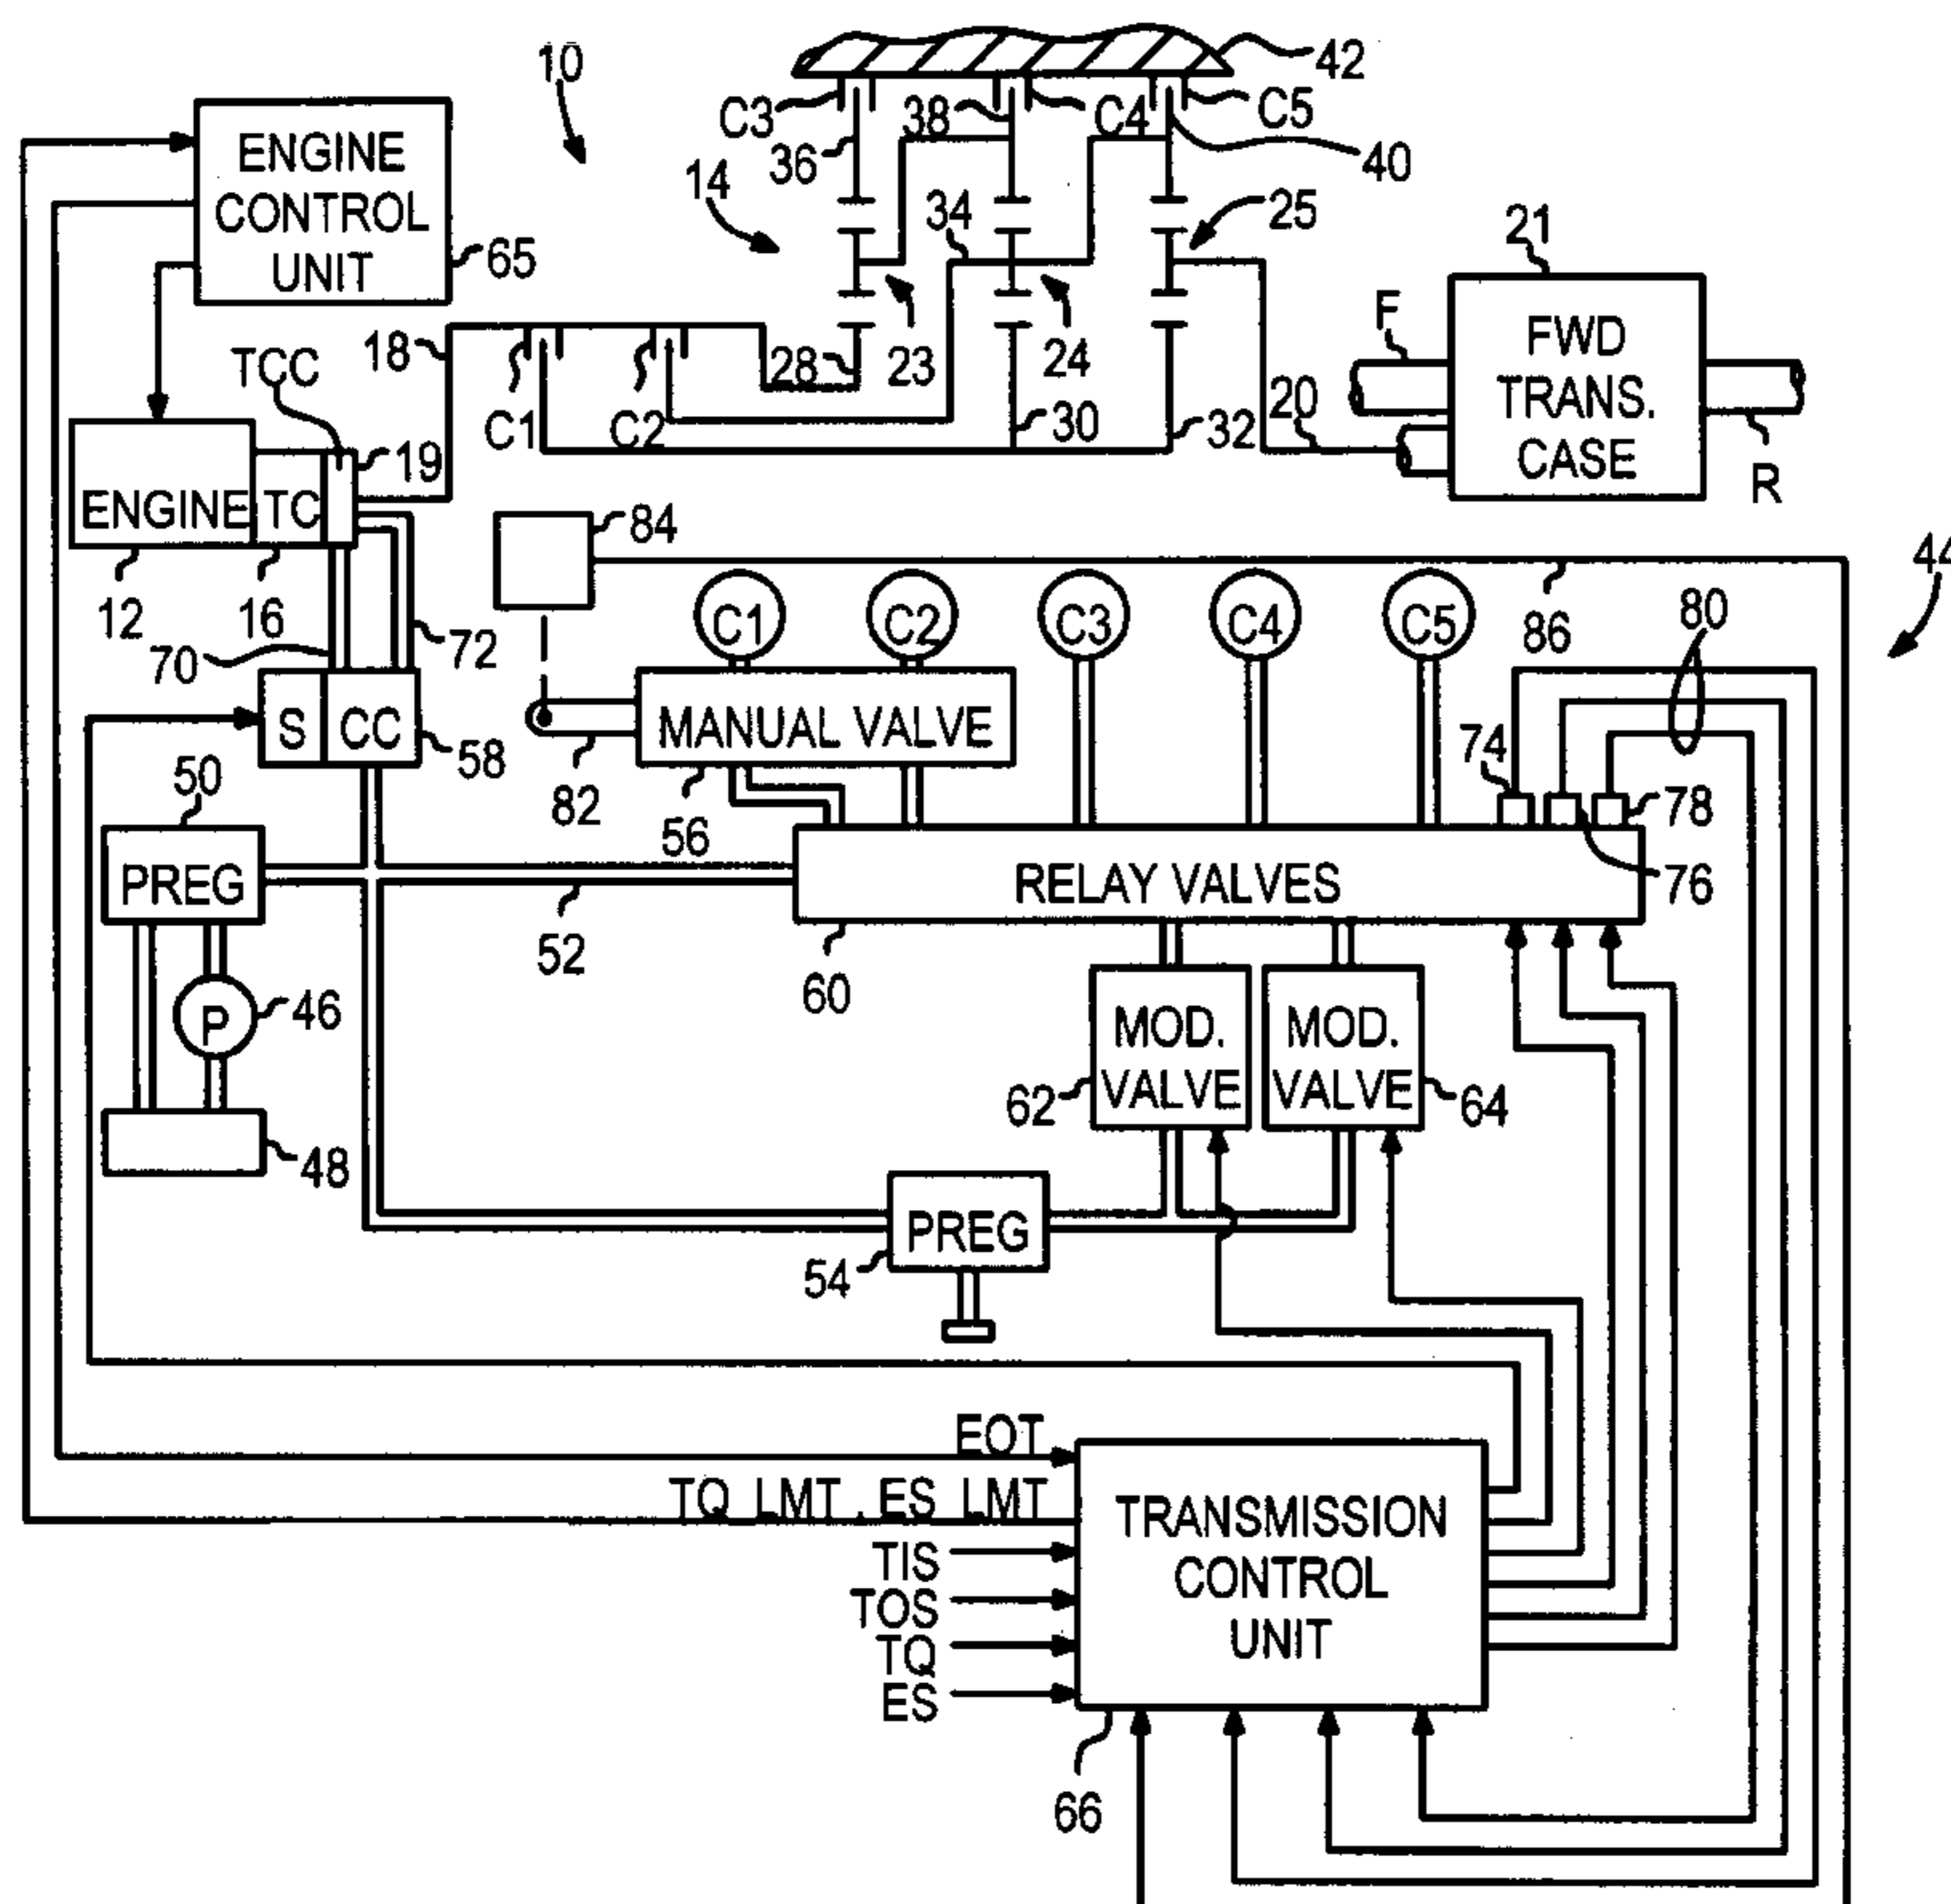 10
42
C3
38
C4
C5
ENGINE
CONTROL
UNIT
36
40
14
34
25
65
21
18
TCC
28
23
24
F
FWD
TRANS.
CASE
C1
C2
30
32
20
R
19
ENGINE
TC
84
44
12
16
72
70
C1
C2
C3
C4
C5
86
80
S
CC
58
MANUAL VALVE
74
78
50
82
56
PREG
RELAY VALVES
76
52
60
P
46
MOD.
VALVE
MOD.
VALVE
62
64
48
PREG
54
EOT
TQ_LMT, ES_LMT
TIS
TOS
TQ
ES
TRANSMISSION
CONTROL
UNIT
66